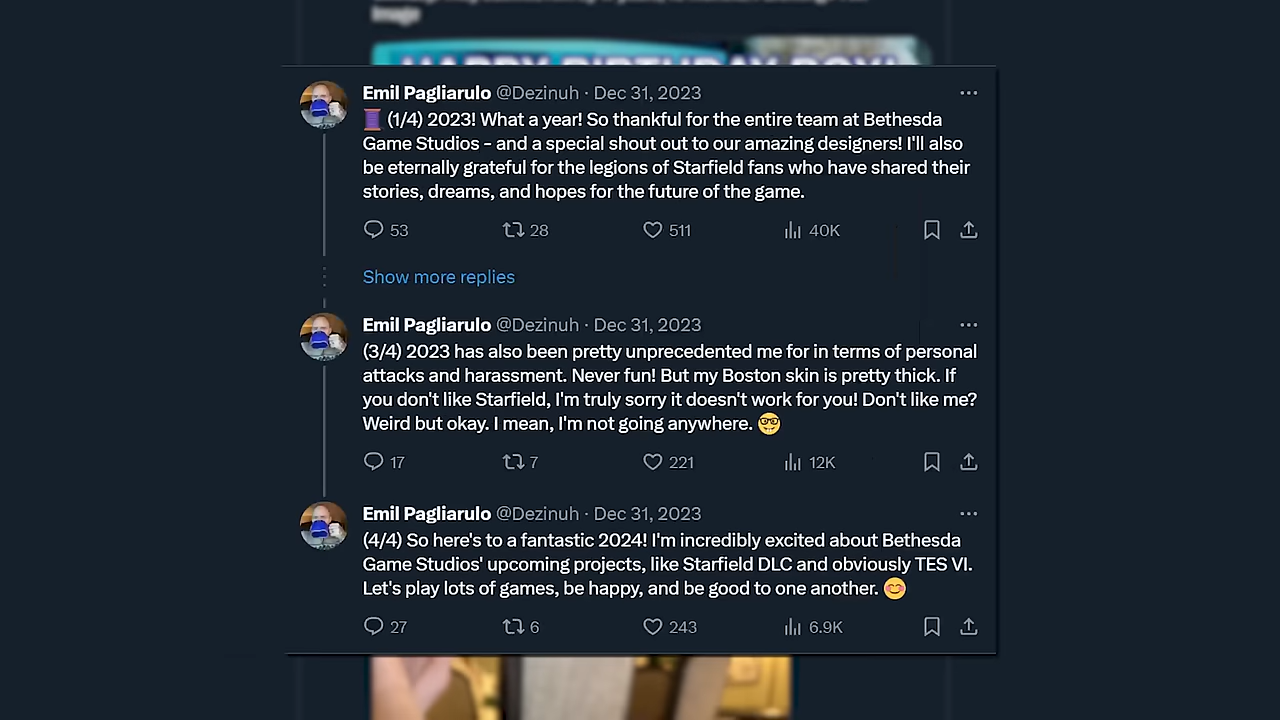 Image
HAPPY BIRTHDAY
Emil Pagliarulo @Dezinuh · Dec 31, 2023
🧵 (1/4) 2023! What a year! So thankful for the entire team at Bethesda
Game Studios - and a special shout out to our amazing designers! I'll also
be eternally grateful for the legions of Starfield fans who have shared their
stories, dreams, and hopes for the future of the game.
53 28 511 40K
Show more replies
Emil Pagliarulo @Dezinuh · Dec 31, 2023
(3/4) 2023 has also been pretty unprecedented me for in terms of personal
attacks and harassment. Never fun! But my Boston skin is pretty thick. If
you don't like Starfield, I'm truly sorry it doesn't work for you! Don't like me?
Weird but okay. I mean, I'm not going anywhere. 🤓
17 7 221 12K
Emil Pagliarulo @Dezinuh · Dec 31, 2023
(4/4) So here's to a fantastic 2024! I'm incredibly excited about Bethesda
Game Studios' upcoming projects, like Starfield DLC and obviously TES VI.
Let's play lots of games, be happy, and be good to one another. 😊
27 6 243 6.9K